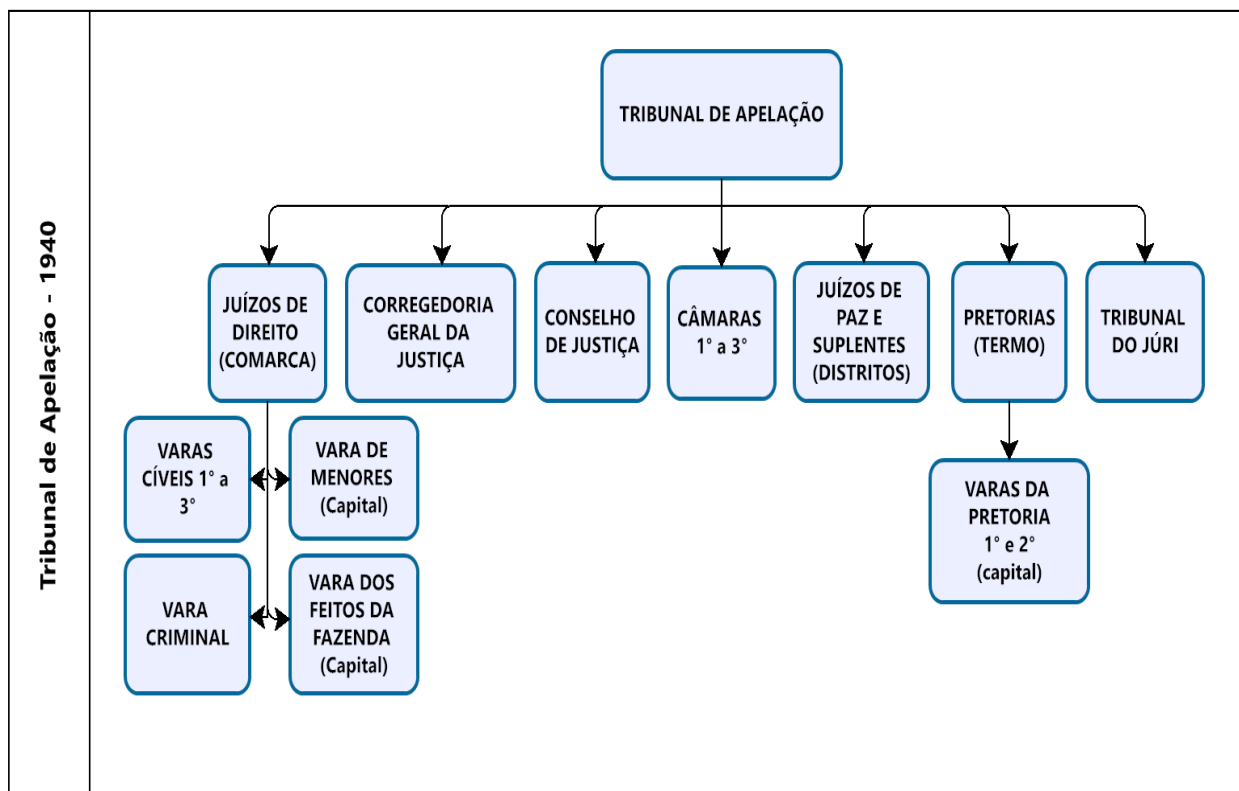 Tribunal de Apelação - 1940
TRIBUNAL DE APELAÇÃO
JUÍZOS DE
DIREITO
(COMARCA)
CORREGEDORIA
GERAL DA
JUSTIÇA
CONSELHO
DE JUSTIÇA
CÂMARAS
1° a 3°
JUÍZOS DE
PAZ E
SUPLENTES
(DISTRITOS)
PRETORIAS
(TERMO)
TRIBUNAL
DO JÚRI
VARAS
CÍVEIS 1° a
3°
VARA DE
MENORES
(Capital)
VARAS DA
PRETORIA
1° e 2°
(capital)
VARA
CRIMINAL
VARA DOS
FEITOS DA
FAZENDA
(Capital)